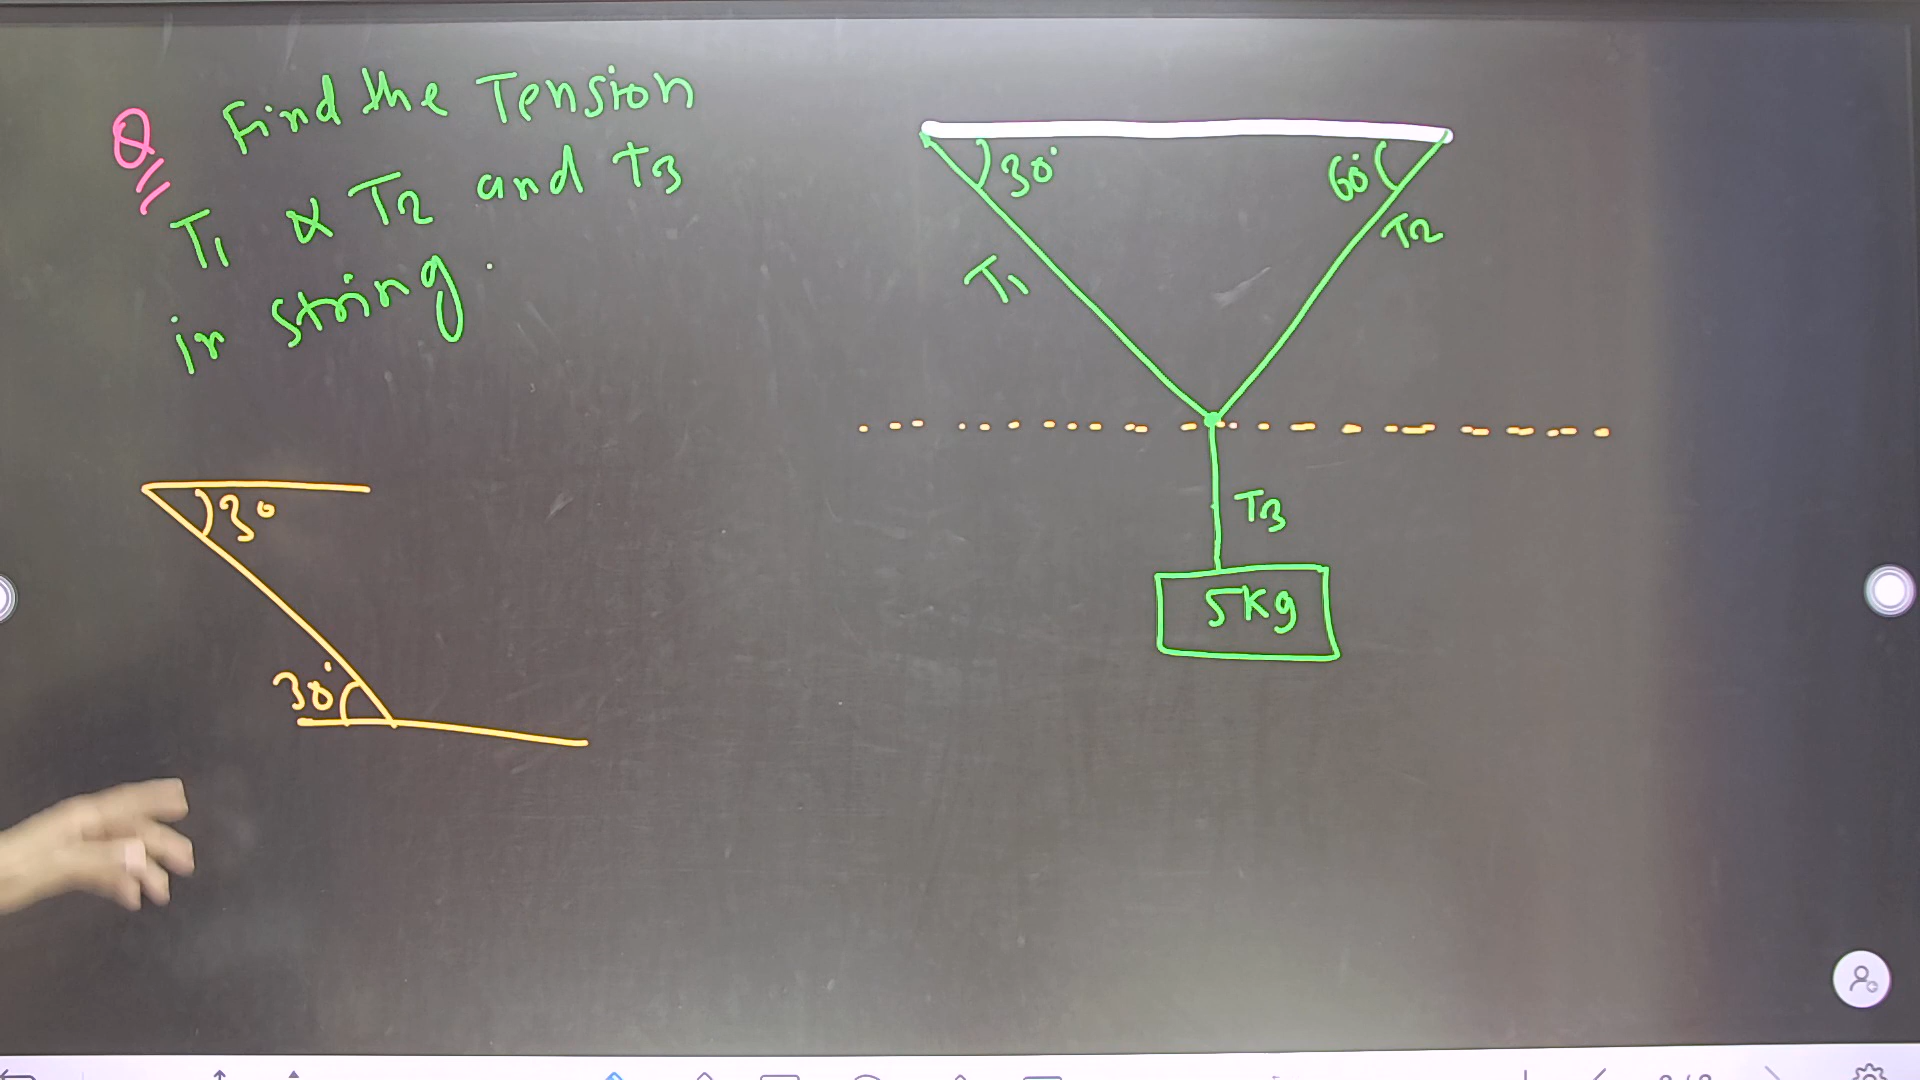 Q Find the Tension
T1 & T2 and T3
in string.
30°
60°
T1
T2
T3
5kg
30
30°